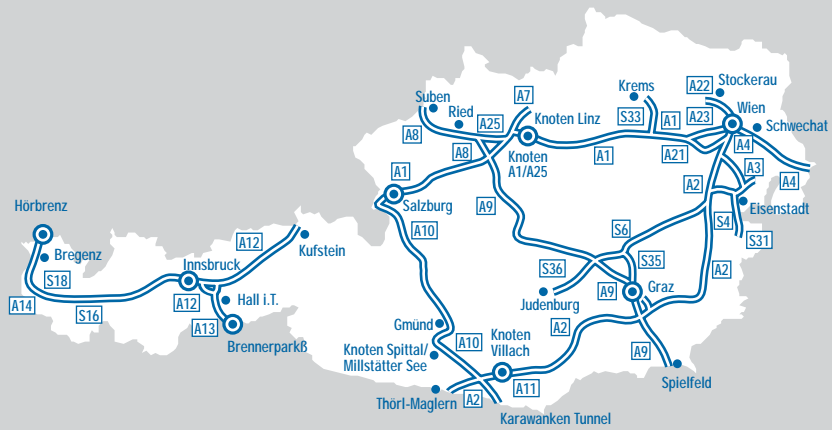 A22
Stockerau
Krems
Suben
A7
Ried
S33
A1
A23
Wien
A25
Knoten Linz
Schwechat
A8
A8
Knoten
A1/A25
A1
A21
A4
A3
A4
A1
Salzburg
A2
Eisenstadt
Hörbrenz
A9
A10
S4
S31
A12
Kufstein
S6
Bregenz
Innsbruck
S35
S18
S36
A2
A12
Hall i.T.
Judenburg
A9
Graz
A14
S16
A13
Brennerparkß
Gmünd
A10
Knoten
Villach
A2
Knoten Spittal/
Millstätter See
A9
Spielfeld
A11
Thörl-Maglern
A2
Karawanken Tunnel